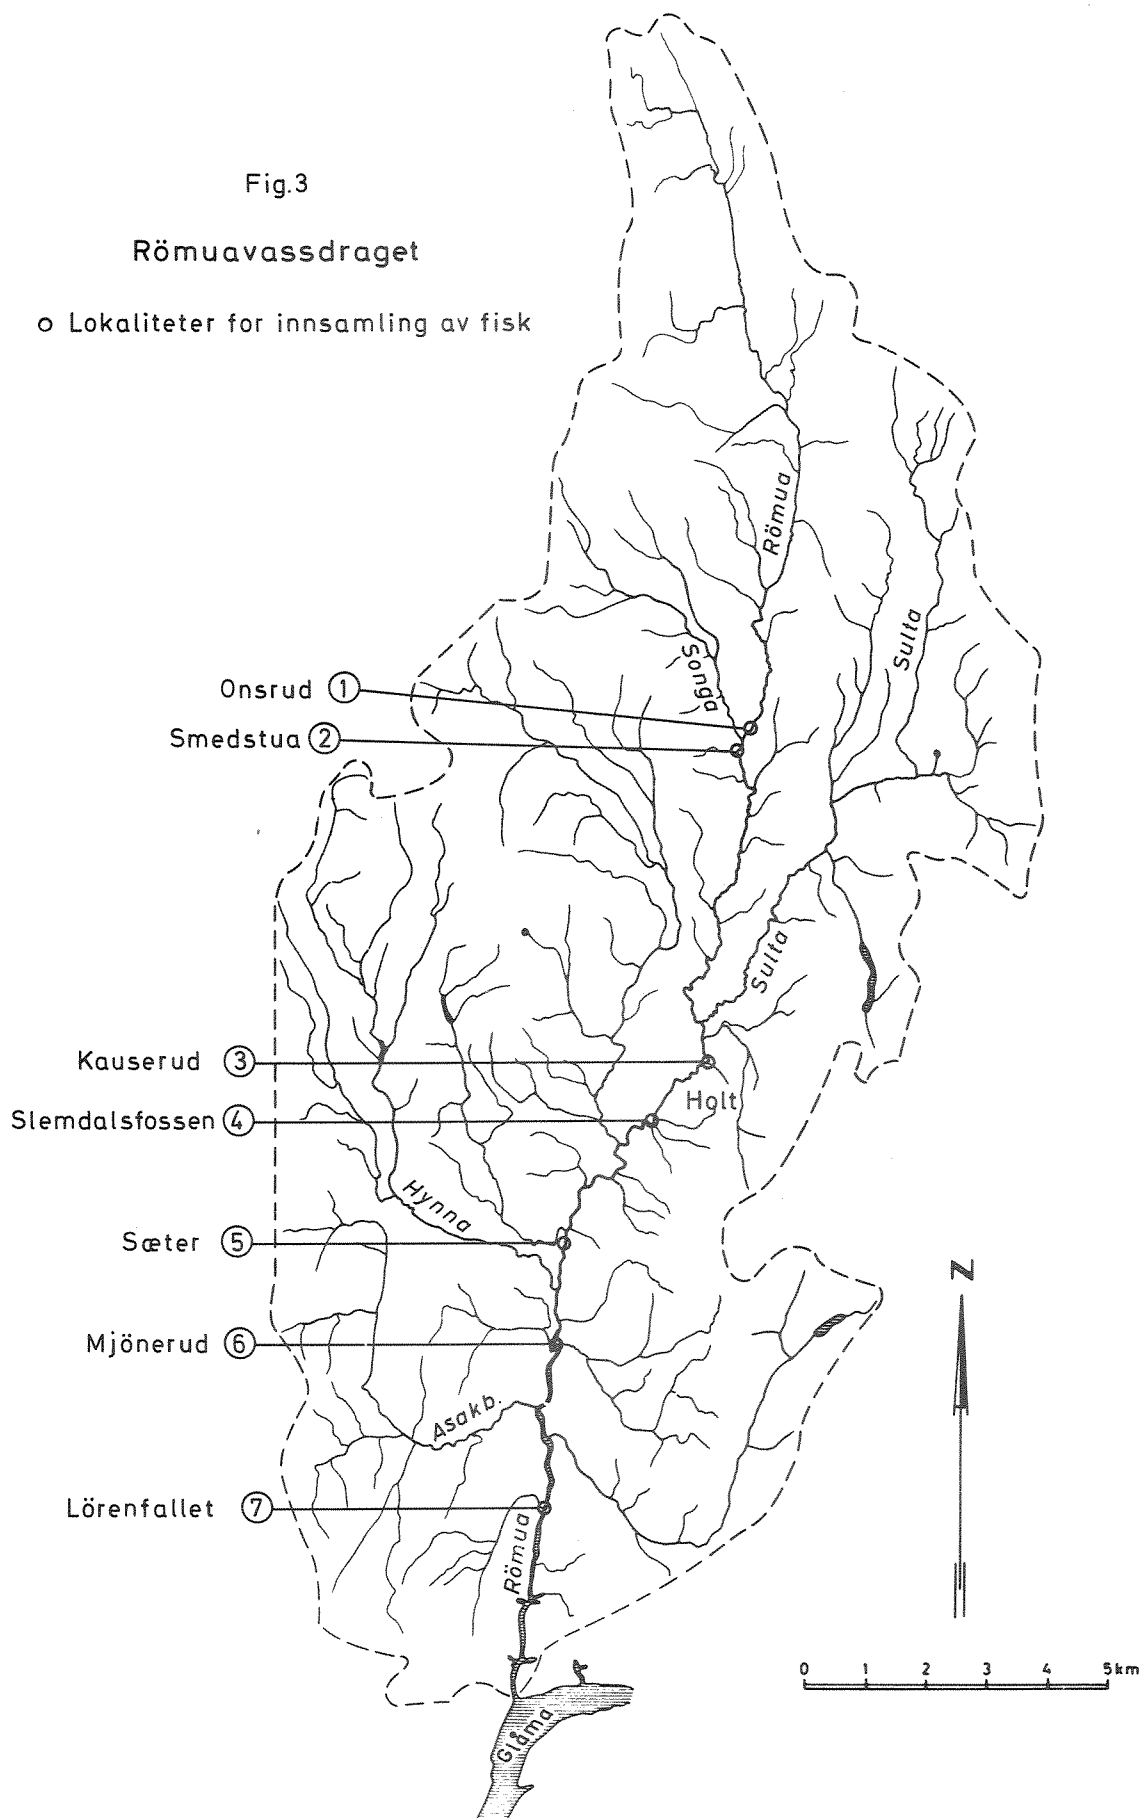 Fig.3
Römuavassdraget
o Lokaliteter for innsamling av fisk
Römua
Sulta
Songa
Onsrud 1
Smedstua 2
Sulta
Kauserud 3
Holt
Slemdalsfossen 4
Hynna
Sæter 5
N
Mjönerud 6
Asakb.
Lörenfallet 7
Römua
0 1 2 3 4 5km
Glåma